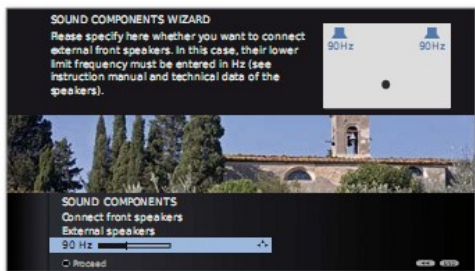 SOUND COMPONENTS WIZARD
Please specify here whether you want to connect
external front speakers. In this case, their lower
limit frequency must be entered in Hz (see
instruction manual and technical data of the
speakers).
90Hz 90Hz
SOUND COMPONENTS
Connect front speakers
External speakers
90 Hz
Proceed
END